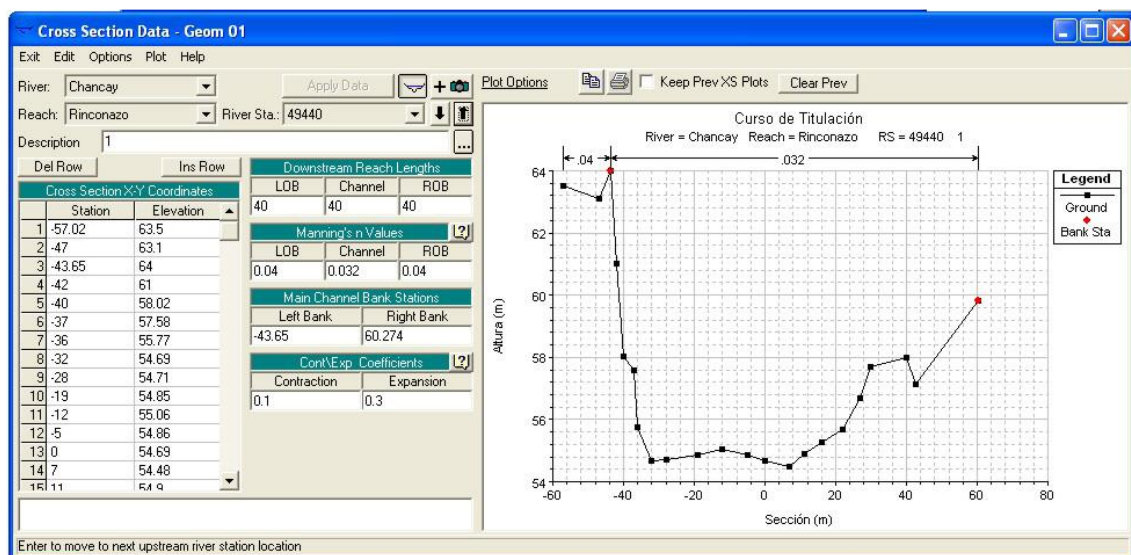 Cross Section Data - Geom 01
Exit Edit Options Plot Help
River: Chancay Apply Data Plot Options Keep Prev XS Plots Clear Prev
Reach: Rinconazo River Sta.: 49440
Description 1 ...
Del Row Ins Row
Cross Section X-Y Coordinates
Station Elevation
1 -57.02 63.5
2 -47 63.1
3 -43.65 64
4 -42 61
5 -40 58.02
6 -37 57.58
7 -36 55.77
8 -32 54.69
9 -28 54.71
10 -19 54.85
11 -12 55.06
12 -5 54.86
13 0 54.69
14 7 54.48
15 11 54.9
Downstream Reach Lengths
LOB Channel ROB
40 40 40
Manning's n Values
LOB Channel ROB
0.04 0.032 0.04
Main Channel Bank Stations
Left Bank Right Bank
-43.65 60.274
Cont\Exp Coefficients
Contraction Expansion
0.1 0.3
Curso de Titulación
River = Chancay Reach = Rinconazo RS = 49440 1
.04 .032
64
62
60
58
56
54
Altura (m)
-60 -40 -20 0 20 40 60 80
Sección (m)
Legend
Ground
Bank Sta
Enter to move to next upstream river station location